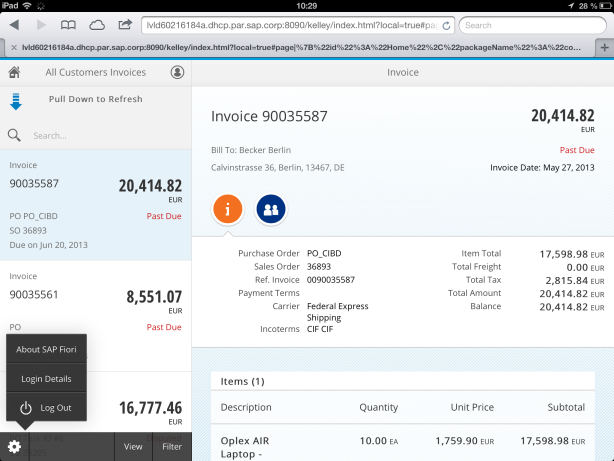 iPad
10:29
28 %
lvld60216184a.dhcp.par.sap.corp:8090/kelley/index.html?local=true#pag
Search
lvld60216184a.dhcp.par.sap.corp:8090/kelley/index.html?local=true#page|%7B%22id%22%3A%22Home%22%2C%22packageName%22%3A%22co...
All Customers Invoices
Invoice
Pull Down to Refresh
Search...
Invoice
90035587
20,414.82
EUR
PO PO_CIBD
Past Due
SO 36893
Due on Jun 20, 2013
Invoice
90035561
8,551.07
EUR
PO
Past Due
About SAP Fiori
Login Details
Log Out
16,777.46
EUR
View
Filter
Invoice 90035587
20,414.82
EUR
Bill To: Becker Berlin
Past Due
Calvinstrasse 36, Berlin, 13467, DE
Invoice Date: May 27, 2013
Purchase Order PO_CIBD
Sales Order 36893
Ref. Invoice 0090035587
Payment Terms
Carrier Federal Express
Shipping
Incoterms CIF CIF
Item Total 17,598.98 EUR
Total Freight 0.00 EUR
Total Tax 2,815.84 EUR
Total Amount 20,414.82 EUR
Balance 20,414.82 EUR
Items (1)
Description Quantity Unit Price Subtotal
Oplex AIR 10.00 EA 1,759.90 EUR 17,598.98 EUR
Laptop -